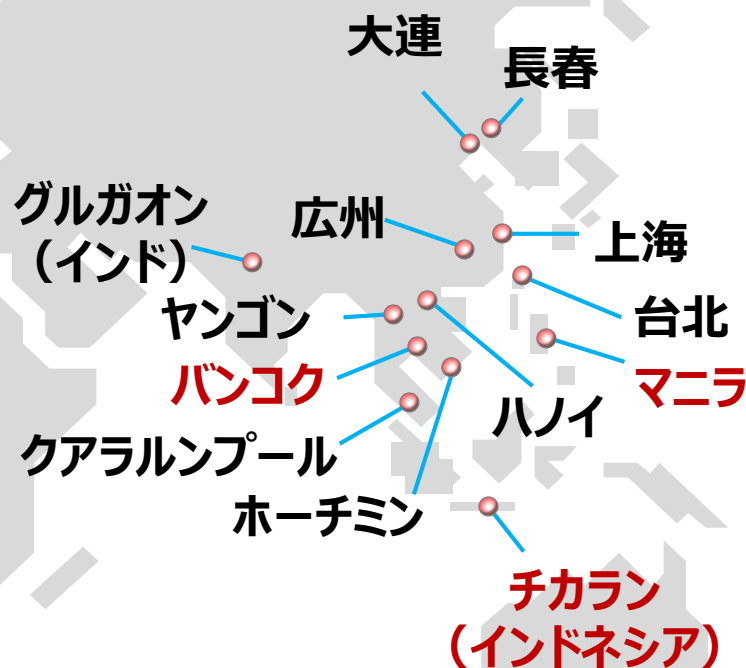 大連
長春
グルガオン
（インド）
広州
上海
ヤンゴン
台北
バンコク
マニラ
ハノイ
クアラルンプール
ホーチミン
チカラン
（インドネシア）